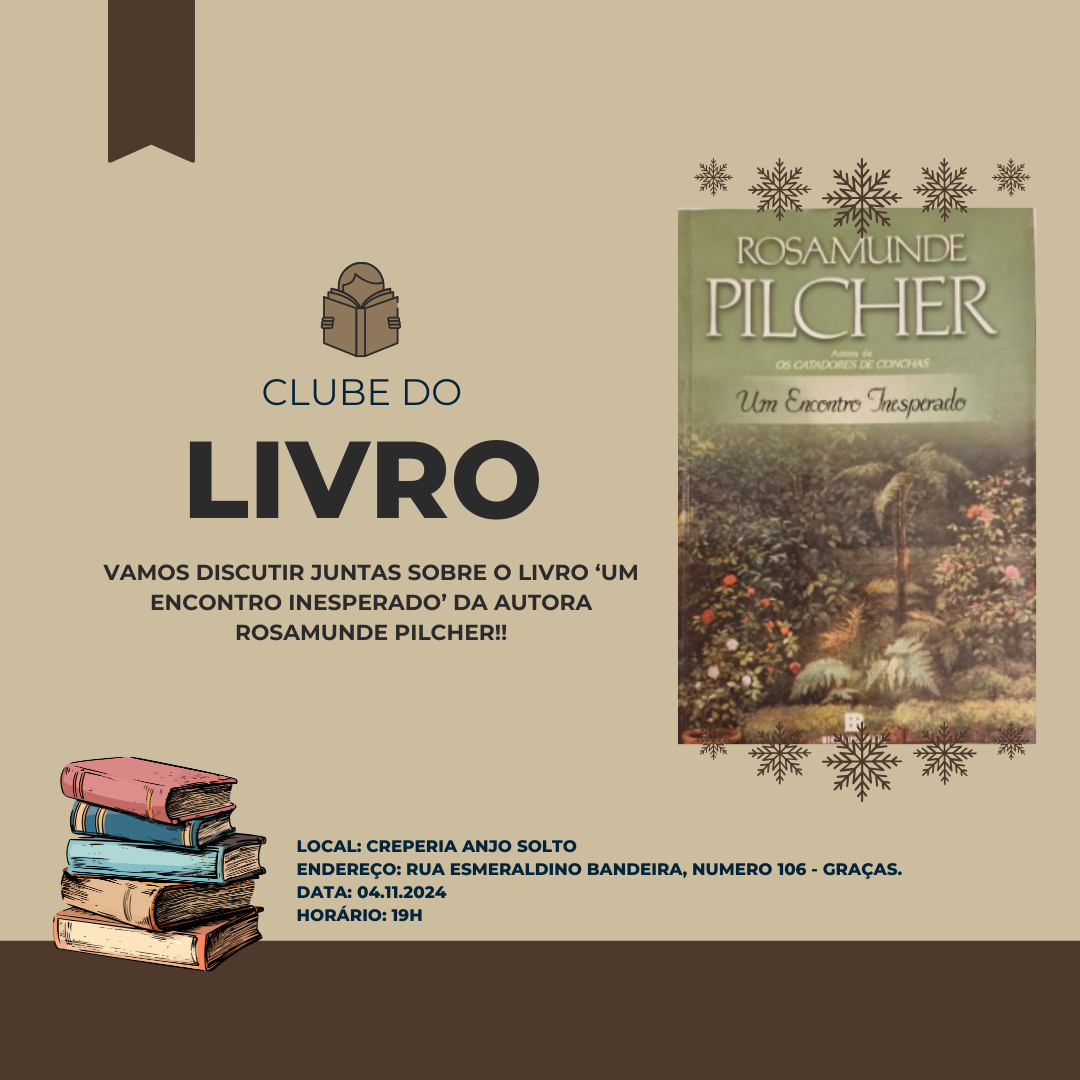 CLUBE DO
LIVRO
VAMOS DISCUTIR JUNTAS SOBRE O LIVRO ‘UM
ENCONTRO INESPERADO’ DA AUTORA
ROSAMUNDE PILCHER!!
ROSAMUNDE
PILCHER
Autora de
OS CATADORES DE CONCHAS
Um Encontro Inesperado
LOCAL: CREPERIA ANJO SOLTO
ENDEREÇO: RUA ESMERALDINO BANDEIRA, NUMERO 106 - GRAÇAS.
DATA: 04.11.2024
HORÁRIO: 19H